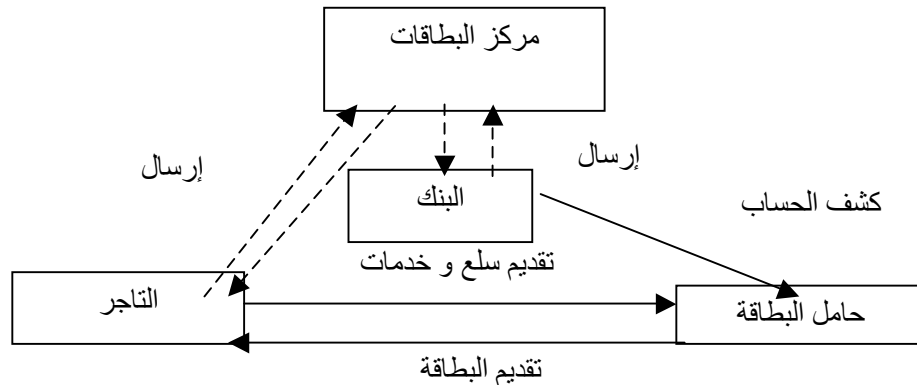 مركز البطاقات
إرسال
إرسال
البنك
كشف الحساب
تقديم سلع و خدمات
التاجر
حامل البطاقة
تقديم البطاقة